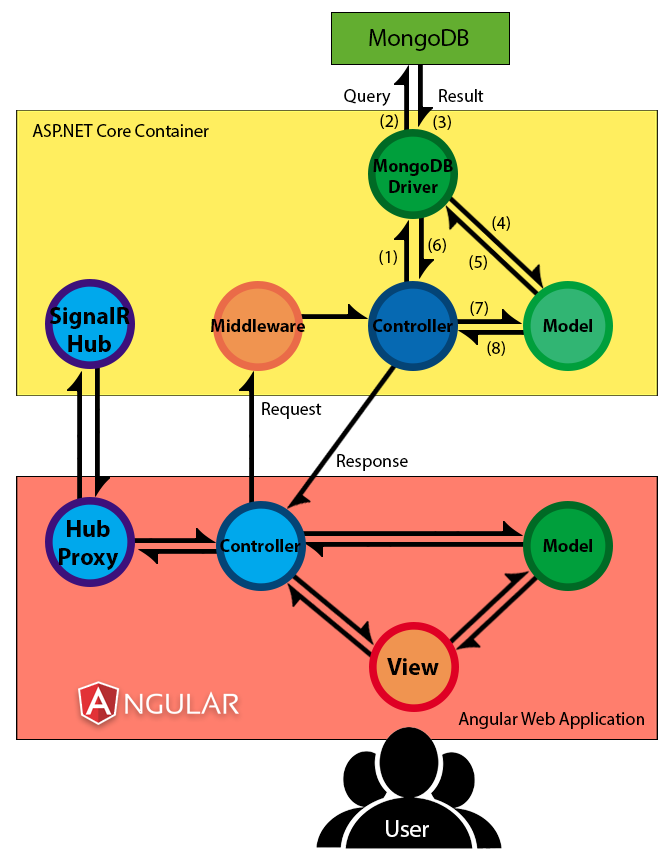 MongoDB
Query
Result
(2)
(3)
ASP.NET Core Container
MongoDB
Driver
(4)
(1)
(6)
(5)
SignalR
Hub
Middleware
Controller
(7)
(8)
Model
Request
Response
Hub
Proxy
Controller
Model
View
ANGULAR
Angular Web Application
User